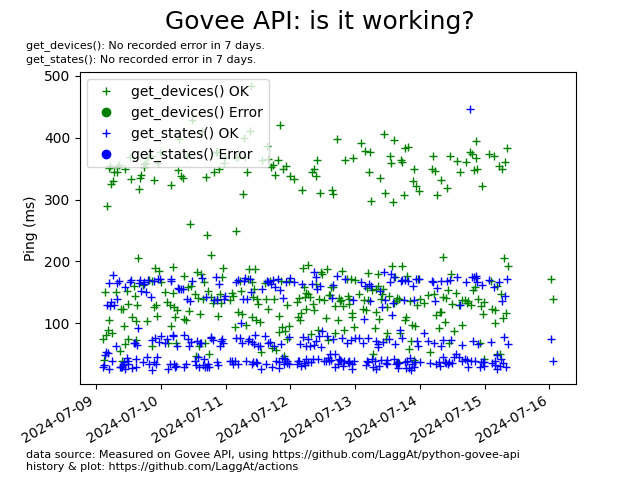 Govee API: is it working?
get_devices(): No recorded error in 7 days.
get_states(): No recorded error in 7 days.
500
400
300
200
100
Ping (ms)
get_devices() OK
get_devices() Error
get_states() OK
get_states() Error
2024-07-09
2024-07-10
2024-07-11
2024-07-12
2024-07-13
2024-07-14
2024-07-15
2024-07-16
data source: Measured on Govee API, using https://github.com/LaggAt/python-govee-api
history & plot: https://github.com/LaggAt/actions